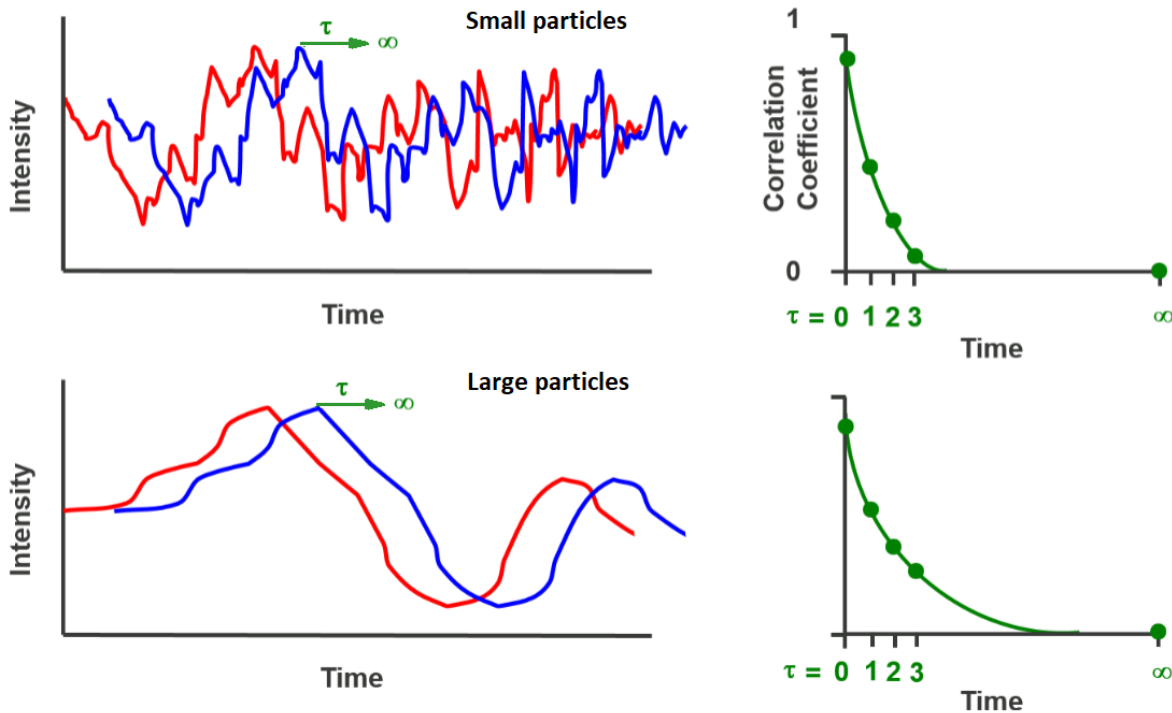 Small particles
τ
∞
Intensity
Time
1
Correlation
Coefficient
0
τ = 0 1 2 3 ∞
Time
Large particles
τ
∞
Intensity
Time
τ = 0 1 2 3 ∞
Time